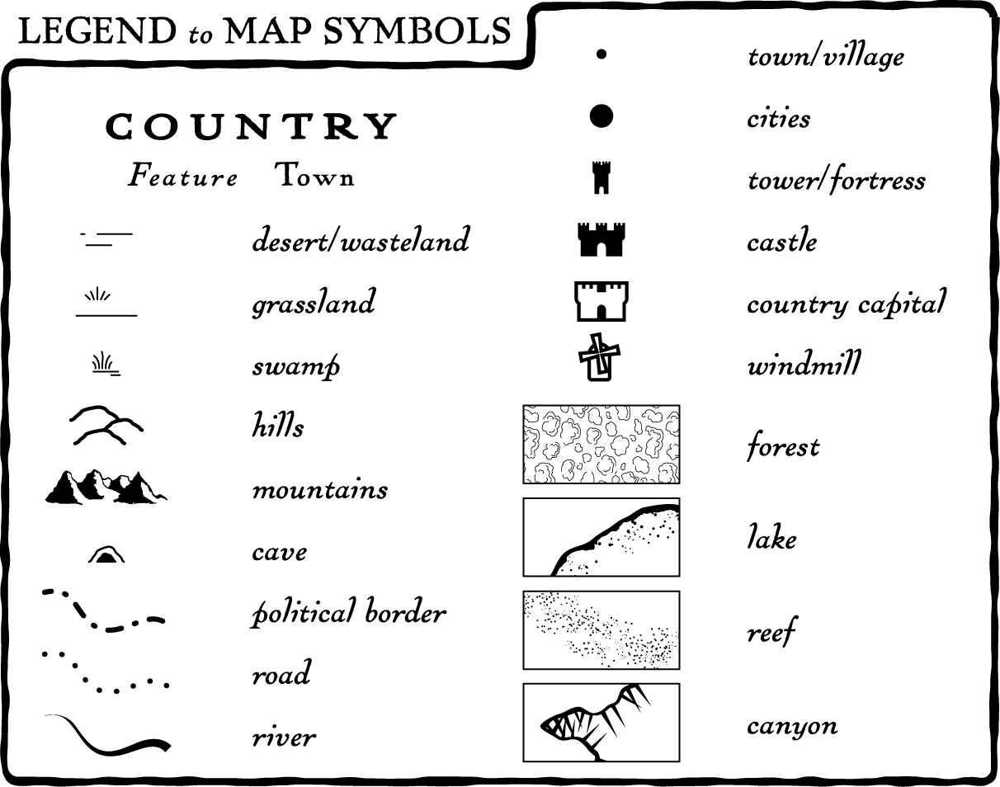 LEGEND to MAP SYMBOLS
COUNTRY
Feature Town
desert/wasteland
grassland
swamp
hills
mountains
cave
political border
road
river
town/village
cities
tower/fortress
castle
country capital
windmill
forest
lake
reef
canyon